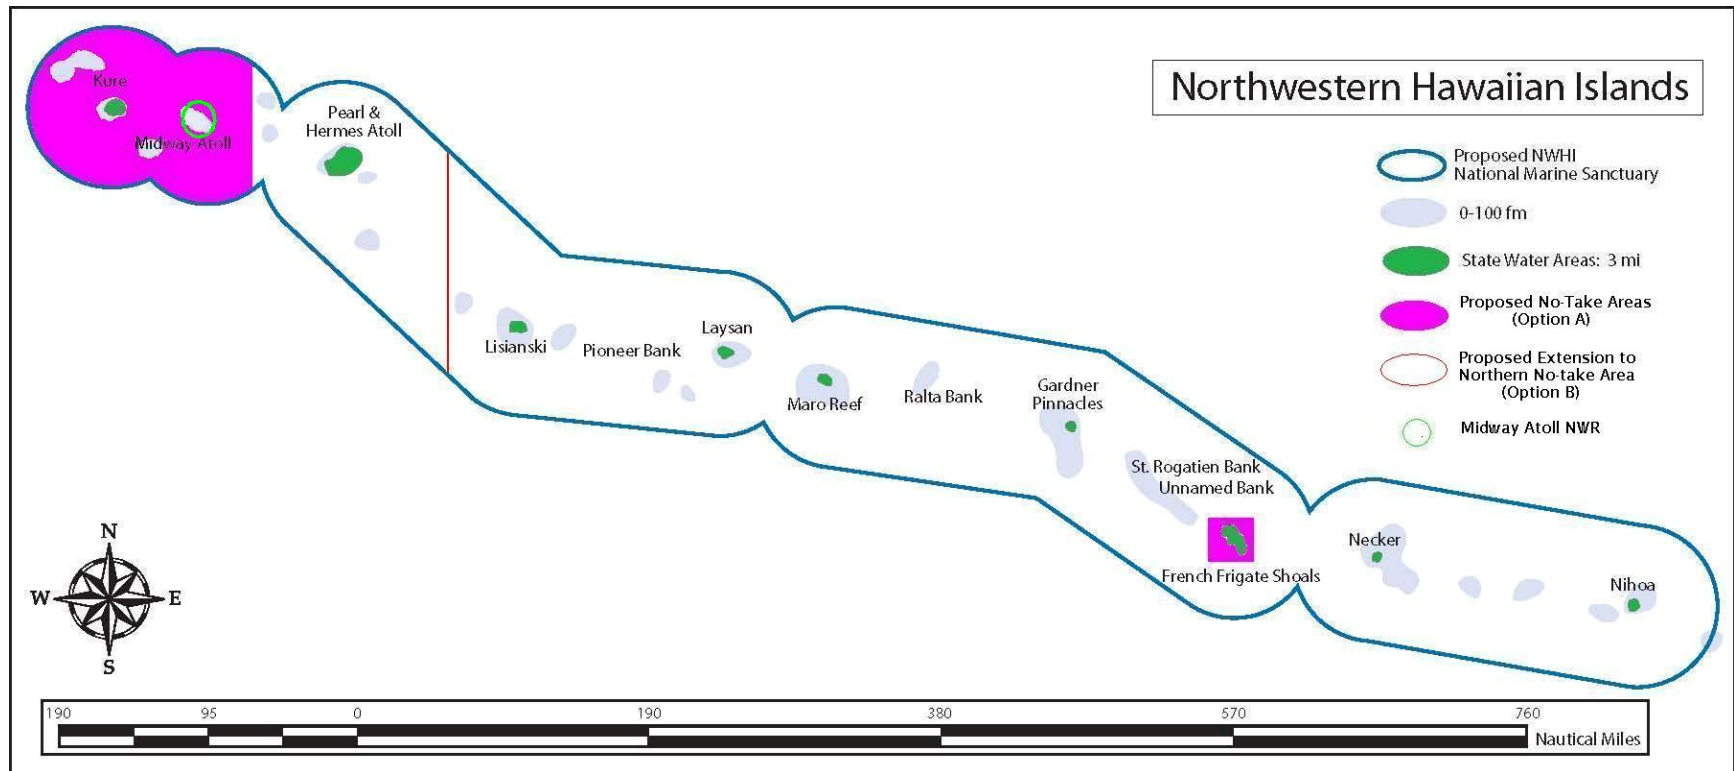 Northwestern Hawaiian Islands
Kure
Midway Atoll
Pearl &
Hermes Atoll
Lisianski
Pioneer Bank
Laysan
Maro Reef
Ralta Bank
Gardner
Pinnacles
St. Rogatien Bank
Unnamed Bank
French Frigate Shoals
Necker
Nihoa
Proposed NWHI
National Marine Sanctuary
0-100 fm
State Water Areas: 3 mi
Proposed No-Take Areas
(Option A)
Proposed Extension to
Northern No-take Area
(Option B)
Midway Atoll NWR
N
W E
S
190 95 0 190 380 570 760
Nautical Miles